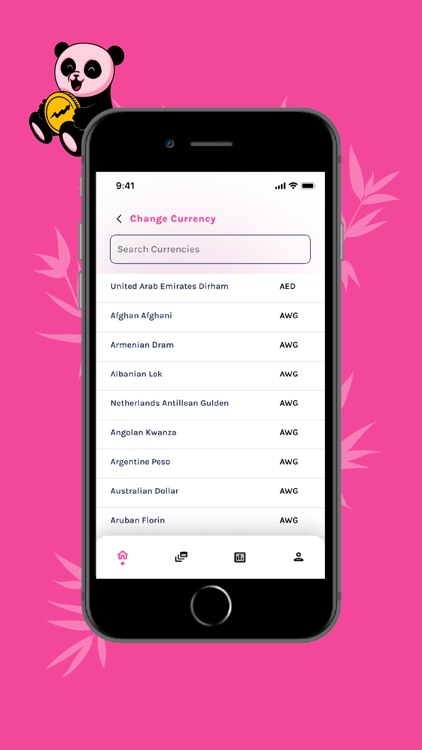 9:41
Change Currency
Search Currencies
United Arab Emirates Dirham AED
Afghan Afghani AWG
Armenian Dram AWG
Albanian Lek AWG
Netherlands Antillean Gulden AWG
Angolan Kwanza AWG
Argentine Peso AWG
Australian Dollar AWG
Aruban Florin AWG